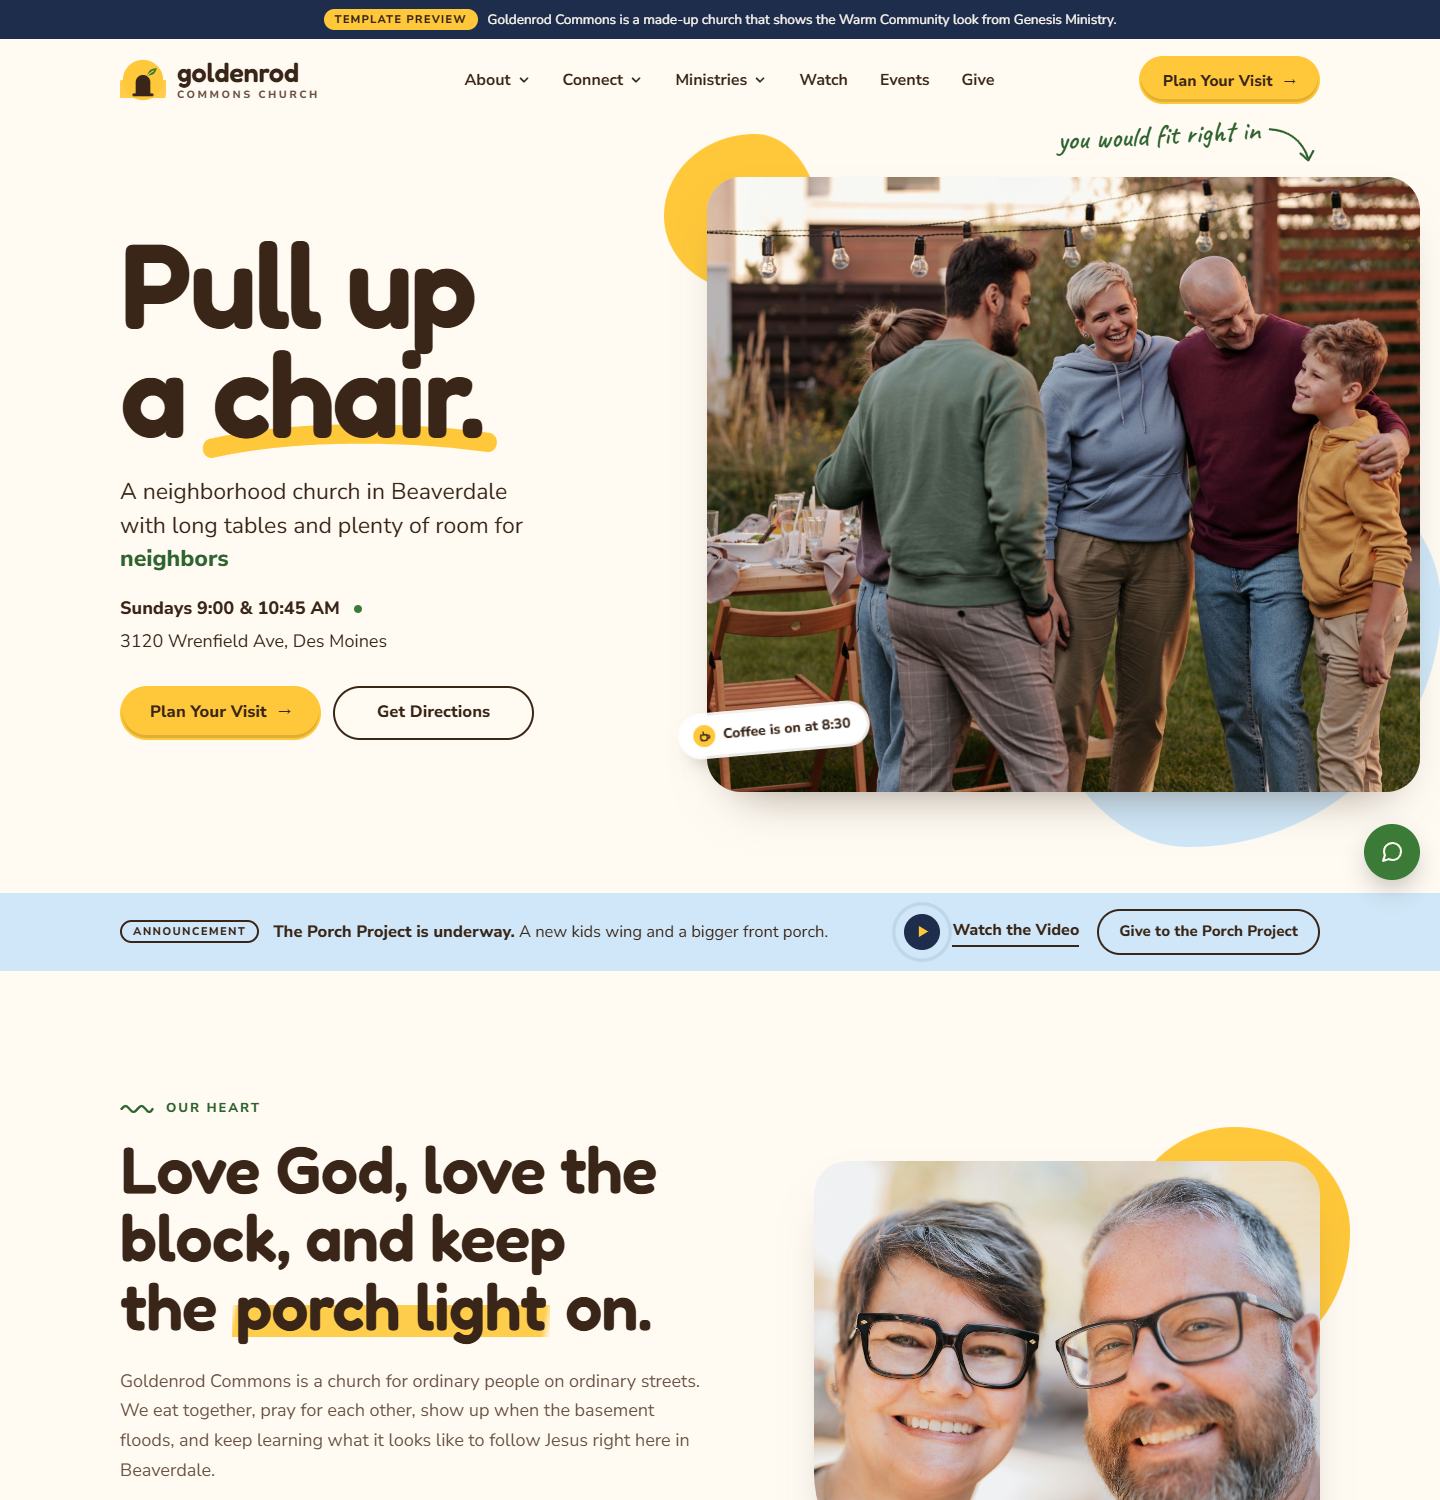 TEMPLATE PREVIEW Goldenrod Commons is a made-up church that shows the Warm Community look from Genesis Ministry.
goldenrod
COMMONS CHURCH
About Connect Ministries Watch Events Give
Plan Your Visit →
you would fit right in
Pull up
a chair.
A neighborhood church in Beaverdale
with long tables and plenty of room for
neighbors
Sundays 9:00 & 10:45 AM
3120 Wrenfield Ave, Des Moines
Plan Your Visit → Get Directions
Coffee is on at 8:30
ANNOUNCEMENT The Porch Project is underway. A new kids wing and a bigger front porch. Watch the Video Give to the Porch Project
OUR HEART
Love God, love the
block, and keep
the porch light on.
Goldenrod Commons is a church for ordinary people on ordinary streets.
We eat together, pray for each other, show up when the basement
floods, and keep learning what it looks like to follow Jesus right here in
Beaverdale.